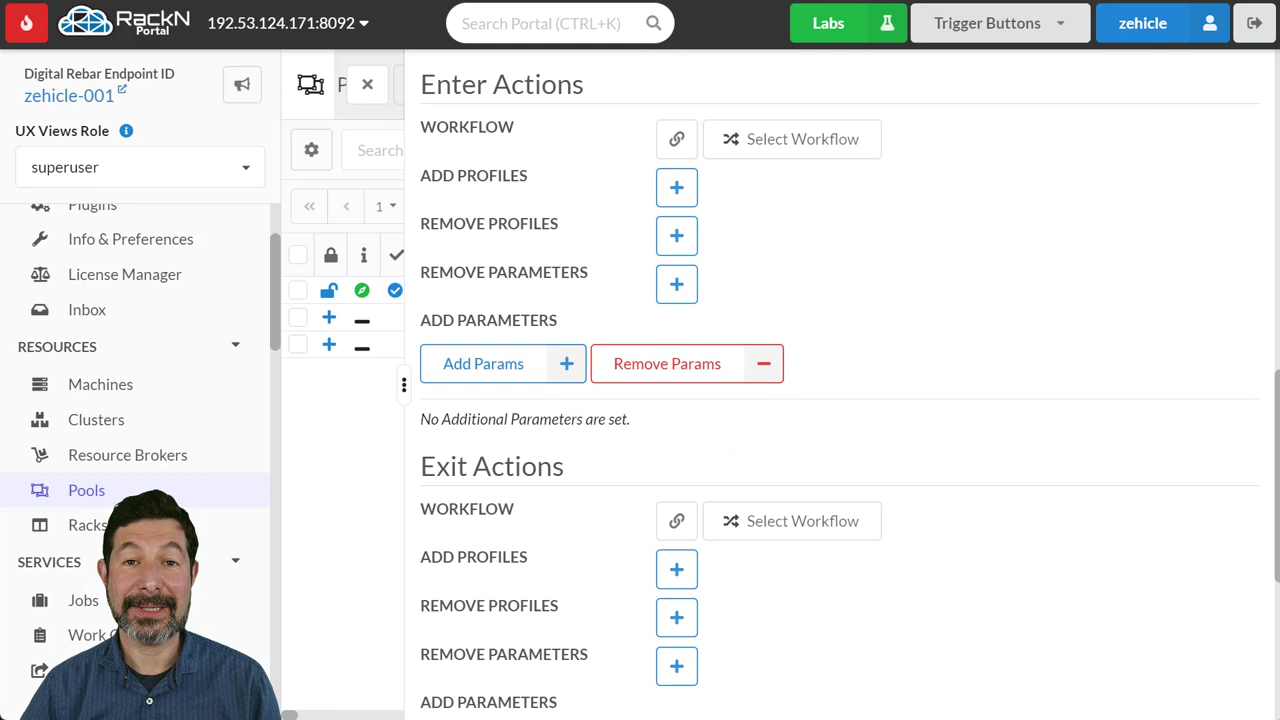 RackN
Portal
192.53.124.171:8092
Search Portal (CTRL+K)
Labs
Trigger Buttons
zehicle
Digital Rebar Endpoint ID
zehicle-001
UX Views Role
superuser
Plugins
Info & Preferences
License Manager
Inbox
RESOURCES
Machines
Clusters
Resource Brokers
Pools
Racks
SERVICES
Jobs
Work
P
Search
1
Enter Actions
WORKFLOW
Select Workflow
ADD PROFILES
REMOVE PROFILES
REMOVE PARAMETERS
ADD PARAMETERS
Add Params
Remove Params
No Additional Parameters are set.
Exit Actions
WORKFLOW
Select Workflow
ADD PROFILES
REMOVE PROFILES
REMOVE PARAMETERS
ADD PARAMETERS